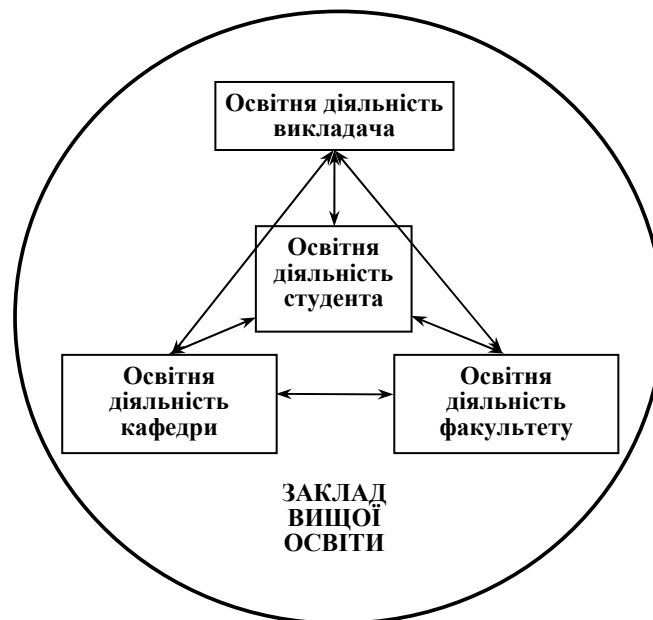 Освітня діяльність
викладача
Освітня
діяльність
студента
Освітня
діяльність
кафедри
Освітня
діяльність
факультету
ЗАКЛАД
ВИЩОЇ
ОСВІТИ